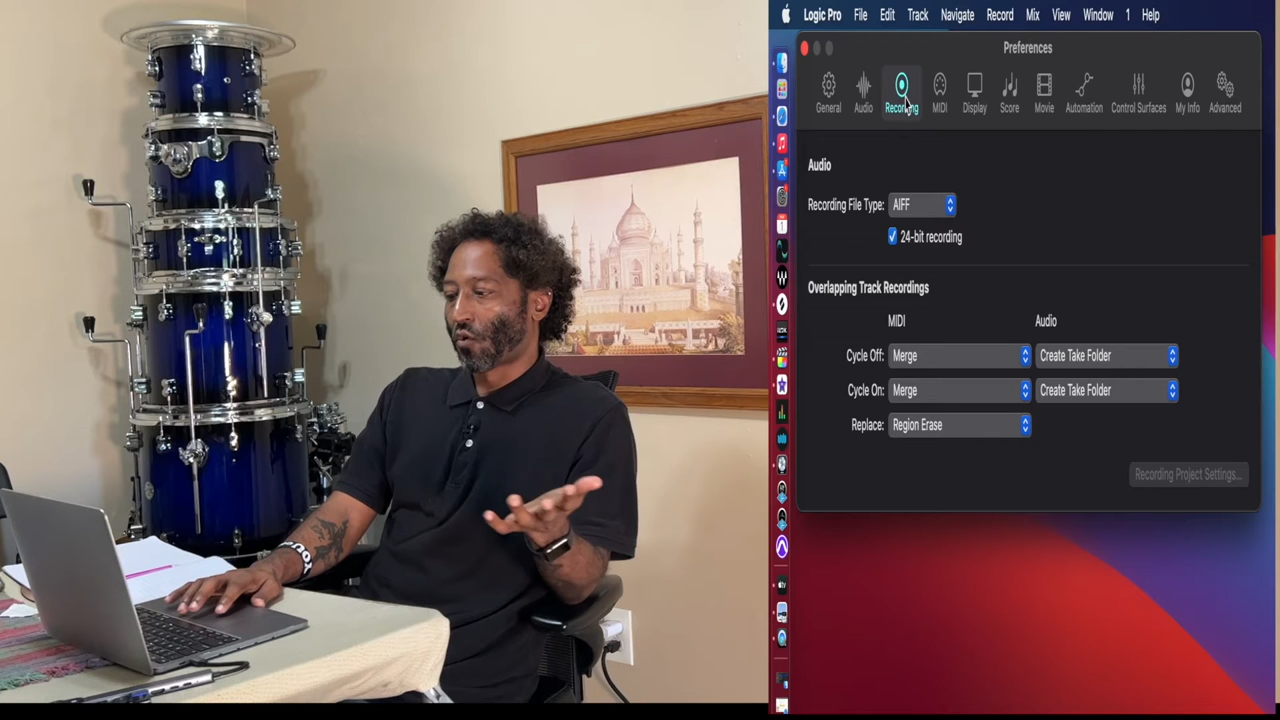 Logic Pro File Edit Track Navigate Record Mix View Window 1 Help
Preferences
General Audio Recording MIDI Display Score Movie Automation Control Surfaces My Info Advanced
Audio
Recording File Type: AIFF
24-bit recording
Overlapping Track Recordings
MIDI Audio
Cycle Off: Merge Create Take Folder
Cycle On: Merge Create Take Folder
Replace: Region Erase
Recording Project Settings...